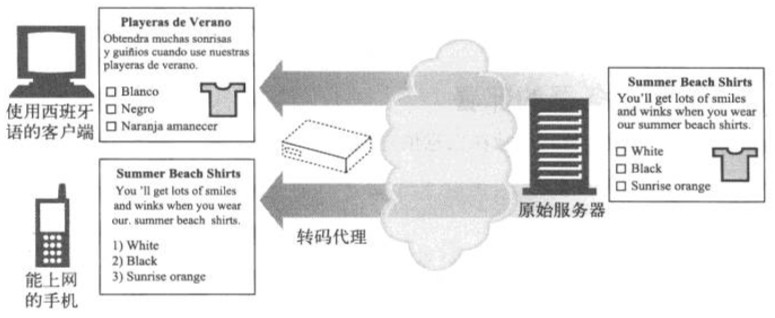 Playeras de Verano
Obtendra muchas sonrisas
y guiñios cuando use nuestras
playeras de verano.
Blanco
Negro
Naranja amanecer
使用西班牙
语的客户端
Summer Beach Shirts
You 'll get lots of smiles
and winks when you wear
our. summer beach shirts.
1) White
2) Black
3) Sunrise orange
能上网
的手机
转码代理
原始服务器
Summer Beach Shirts
You'll get lots of smiles
and winks when you wear
our summer beach shirts.
White
Black
Sunrise orange